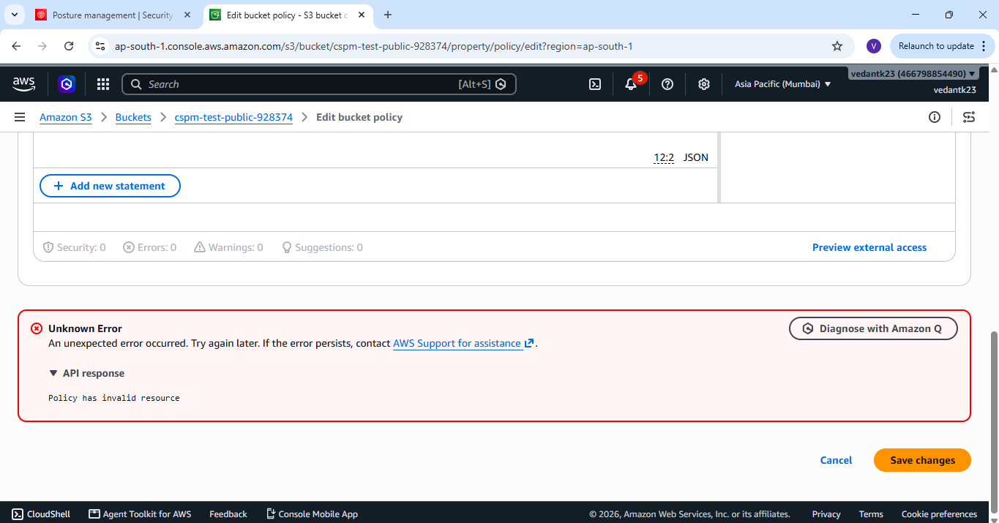 Posture management | Security
Edit bucket policy - S3 bucket c
ap-south-1.console.aws.amazon.com/s3/bucket/cspm-test-public-928374/property/policy/edit?region=ap-south-1
V
Relaunch to update
aws
Search
[Alt+S]
5
Asia Pacific (Mumbai)
vedantk23 (466798854490)
vedantk23
Amazon S3
Buckets
cspm-test-public-928374
Edit bucket policy
12:2 JSON
Add new statement
Security: 0
Errors: 0
Warnings: 0
Suggestions: 0
Preview external access
Unknown Error
Diagnose with Amazon Q
An unexpected error occurred. Try again later. If the error persists, contact AWS Support for assistance.
API response
Policy has invalid resource
Cancel
Save changes
CloudShell
Agent Toolkit for AWS
Feedback
Console Mobile App
© 2026, Amazon Web Services, Inc. or its affiliates.
Privacy
Terms
Cookie preferences